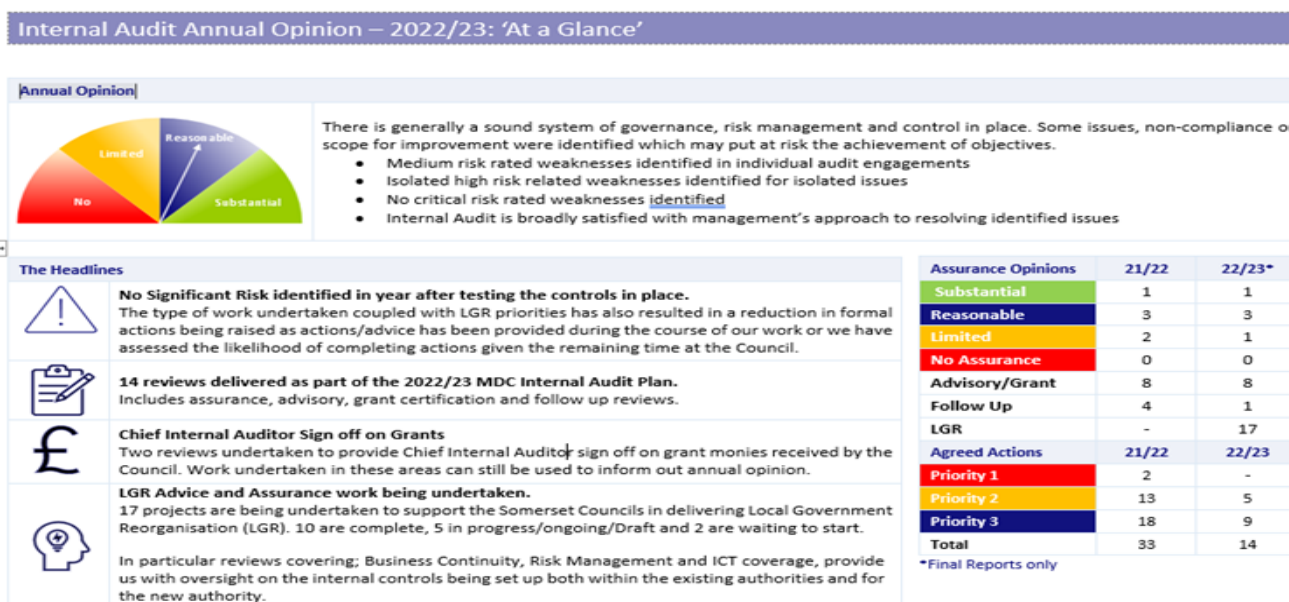 Internal Audit Annual Opinion – 2022/23: ‘At a Glance’
Annual Opinion
No
Limited
Reasonable
Substantial
There is generally a sound system of governance, risk management and control in place. Some issues, non-compliance
scope for improvement were identified which may put at risk the achievement of objectives.
• Medium risk rated weaknesses identified in individual audit engagements
• Isolated high risk related weaknesses identified for isolated issues
• No critical risk rated weaknesses identified
• Internal Audit is broadly satisfied with management’s approach to resolving identified issues
The Headlines
No Significant Risk identified in year after testing the controls in place.
The type of work undertaken coupled with LGR priorities has also resulted in a reduction in formal
actions being raised as actions/advice has been provided during the course of our work or we have
assessed the likelihood of completing actions given the remaining time at the Council.
14 reviews delivered as part of the 2022/23 MDC Internal Audit Plan.
Includes assurance, advisory, grant certification and follow up reviews.
£
Chief Internal Auditor Sign off on Grants
Two reviews undertaken to provide Chief Internal Auditor sign off on grant monies received by the
Council. Work undertaken in these areas can still be used to inform out annual opinion.
LGR Advice and Assurance work being undertaken.
17 projects are being undertaken to support the Somerset Councils in delivering Local Government
Reorganisation (LGR). 10 are complete, 5 in progress/ongoing/Draft and 2 are waiting to start.
In particular reviews covering; Business Continuity, Risk Management and ICT coverage, provide
us with oversight on the internal controls being set up both within the existing authorities and for
the new authority.
Assurance Opinions 21/22 22/23*
Substantial 1 1
Reasonable 3 3
Limited 2 1
No Assurance 0 0
Advisory/Grant 8 8
Follow Up 4 1
LGR - 17
Agreed Actions 21/22 22/23
Priority 1 2 -
Priority 2 13 5
Priority 3 18 9
Total 33 14
*Final Reports only